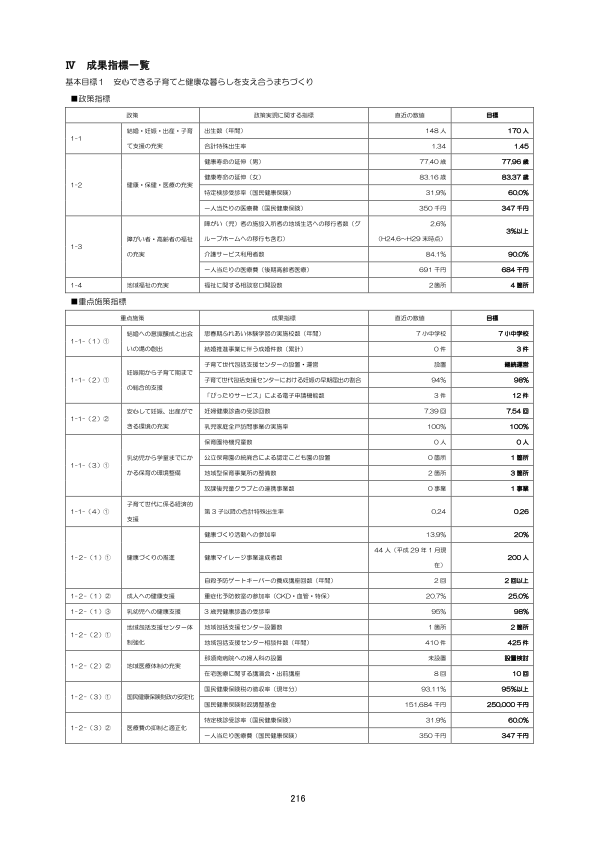 Ⅳ 成果指標一覧
基本目標１ 安心できる子育てと健康な暮らしを支え合うまちづくり
■政策指標
政策 政策実現に関する指標 直近の数値 目標
1-1 結婚・妊娠・出産・子育て支援の充実 出生数（年間） 148 人 170 人
合計特殊出生率 1.34 1.45
1-2 健康・保健・医療の充実 健康寿命の延伸（男） 77.40 歳 77.96 歳
健康寿命の延伸（女） 83.16 歳 83.37 歳
特定検診受診率（国民健康保険） 31.9% 60.0%
一人当たりの医療費（国民健康保険） 350 千円 347 千円
1-3 障がい者・高齢者の福祉の充実 障がい（児）者の施設入所者の地域生活への移行者数（グループホームへの移行も含む） 2.6%（H24.6～H29 末時点） 3%以上
介護サービス利用者数 84.1% 90.0%
一人当たりの医療費（後期高齢者医療） 691 千円 684 千円
1-4 地域福祉の充実 福祉に関する相談窓口開設数 2 箇所 4 箇所
■重点施策指標
重点施策 成果指標 直近の数値 目標
1-1-（1）① 結婚への意識醸成と出会いの場の創出 思春期ふれあい体験学習の実施校数（年間） 7 小中学校 7 小中学校
結婚推進事業に伴う成婚件数（累計） 0 件 3 件
1-1-（2）① 妊娠期から子育て期までの総合的支援 子育て世代包括支援センターの設置・運営 設置 継続運営
子育て世代包括支援センターにおける妊娠の早期届出の割合 94% 98%
「ぴったりサービス」による電子申請機能数 3 件 12 件
1-1-（2）② 安心して妊娠、出産ができる環境の充実 妊婦健康診査の受診回数 7.39 回 7.54 回
乳児家庭全戸訪問事業の実施率 100% 100%
1-1-（3）① 乳幼児から学童までにかかる保育の環境整備 保育園待機児童数 0 人 0 人
公立保育園の統廃合による認定こども園の設置 0 箇所 1 箇所
地域型保育事業所の整備数 2 箇所 3 箇所
放課後児童クラブとの連携事業数 0 事業 1 事業
1-1-（4）① 子育て世代に係る経済的支援 第 3 子以降の合計特殊出生率 0.24 0.26
1-2-（1）① 健康づくりの推進 健康づくり活動への参加率 13.9% 20%
健康マイレージ事業達成者数 44 人（平成 29 年 1 月現在） 200 人
自殺予防ゲートキーパーの養成講座回数（年間） 2 回 2 回以上
1-2-（1）② 成人への健康支援 重症化予防教室の参加率（CKD・血管・特保） 20.7% 25.0%
1-2-（1）③ 乳幼児への健康支援 3 歳児健康診査の受診率 95% 98%
1-2-（2）① 地域包括支援センター体制強化 地域包括支援センター設置数 1 箇所 2 箇所
地域包括支援センター相談件数（年間） 410 件 425 件
1-2-（2）② 地域医療体制の充実 那須南病院への婦人科の設置 未設置 設置検討
在宅医療に関する講演会・出前講座 8 回 10 回
1-2-（3）① 国民健康保険財政の安定化 国民健康保険税の徴収率（現年分） 93.11% 95%以上
国民健康保険財政調整基金 151,684 千円 250,000 千円
1-2-（3）② 医療費の抑制と適正化 特定検診受診率（国民健康保険） 31.9% 60.0%
一人当たり医療費（国民健康保険） 350 千円 347 千円
216